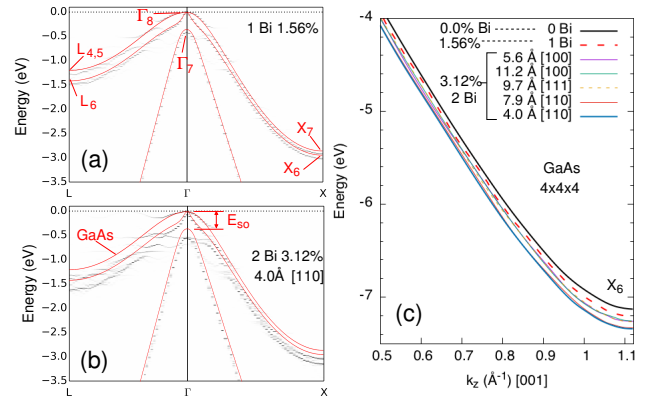 0.0
-0.5
-1.0
-1.5
-2.0
-2.5
-3.0
-3.5
Energy (eV)
Γ8
1 Bi 1.56%
L4,5
Γ7
L6
X7
X6
(a)
L Γ X
0.0
-0.5
-1.0
-1.5
-2.0
-2.5
-3.0
-3.5
Energy (eV)
GaAs
Eso
2 Bi 3.12%
4.0Å [110]
(b)
L Γ X
-4
-5
-6
-7
Energy (eV)
0.0% Bi 0 Bi
1.56% 1 Bi
3.12%
2 Bi
5.6 Å [100]
11.2 Å [100]
9.7 Å [111]
7.9 Å [110]
4.0 Å [110]
GaAs
4x4x4
X6
(c)
0.5 0.6 0.7 0.8 0.9 1 1.1
kz (Å-1) [001]